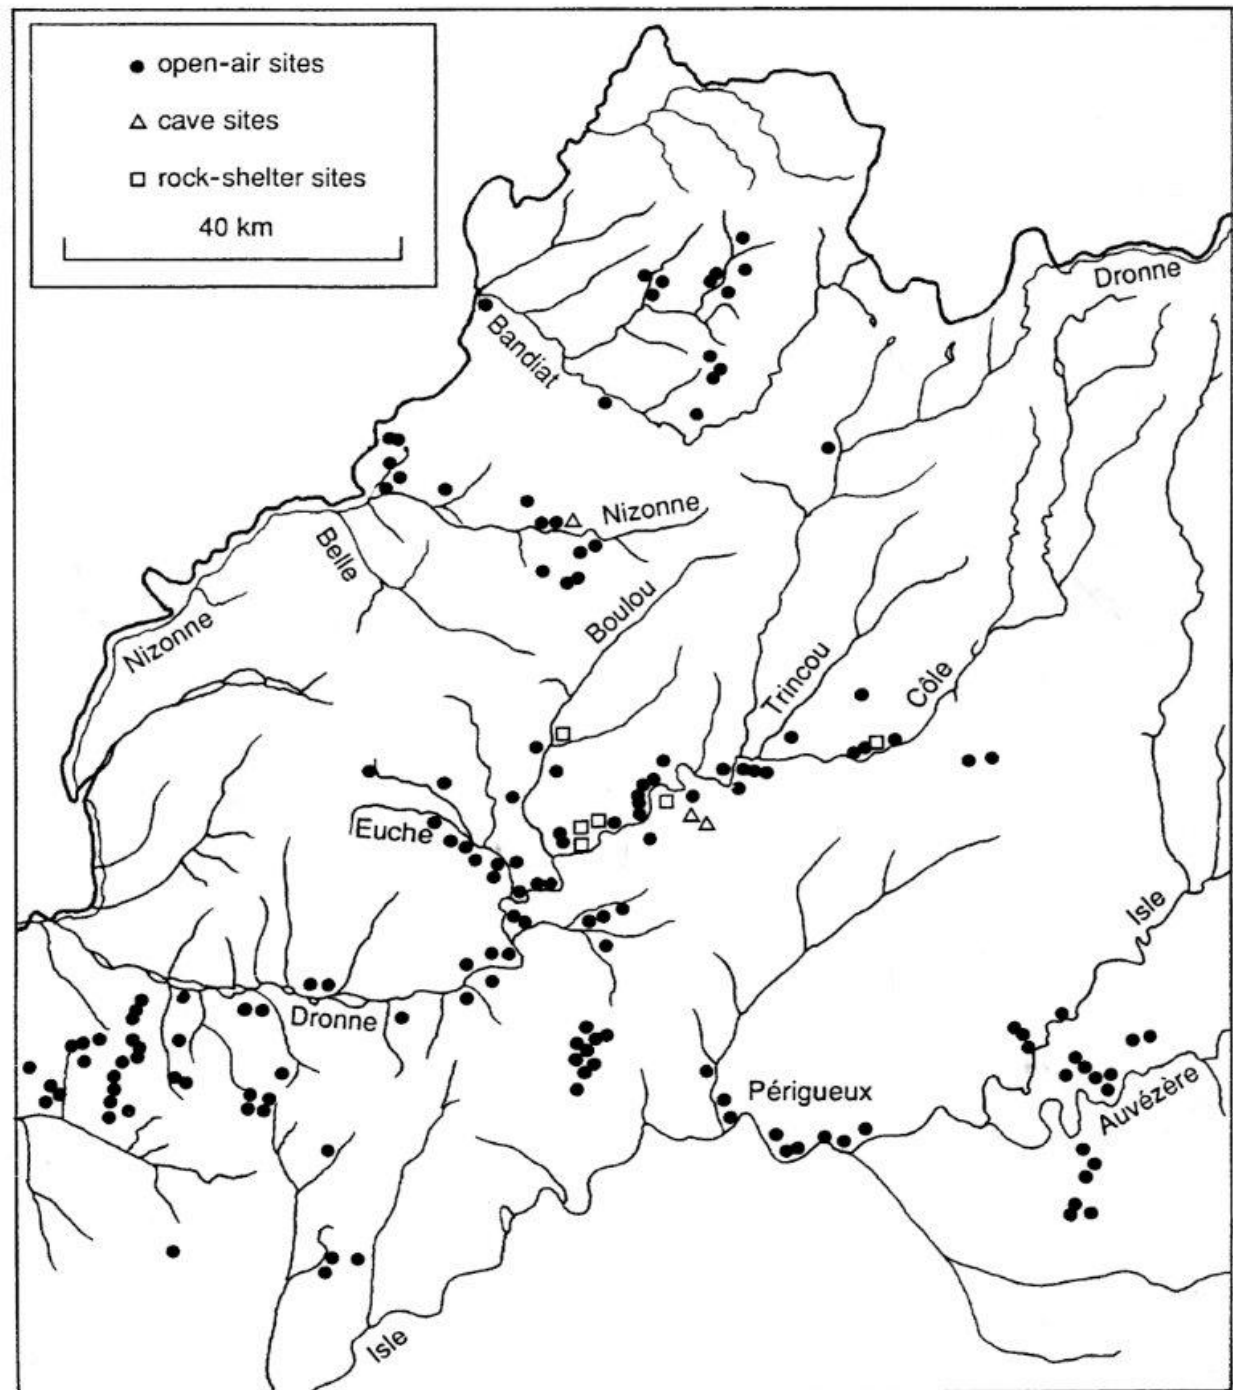 open-air sites
cave sites
rock-shelter sites
40 km
Dronne
Bandiat
Nizonne
Belle
Boulou
Nizonne
Trincou
Côle
Euche
Isle
Dronne
Périgueux
Auvézère
Isle